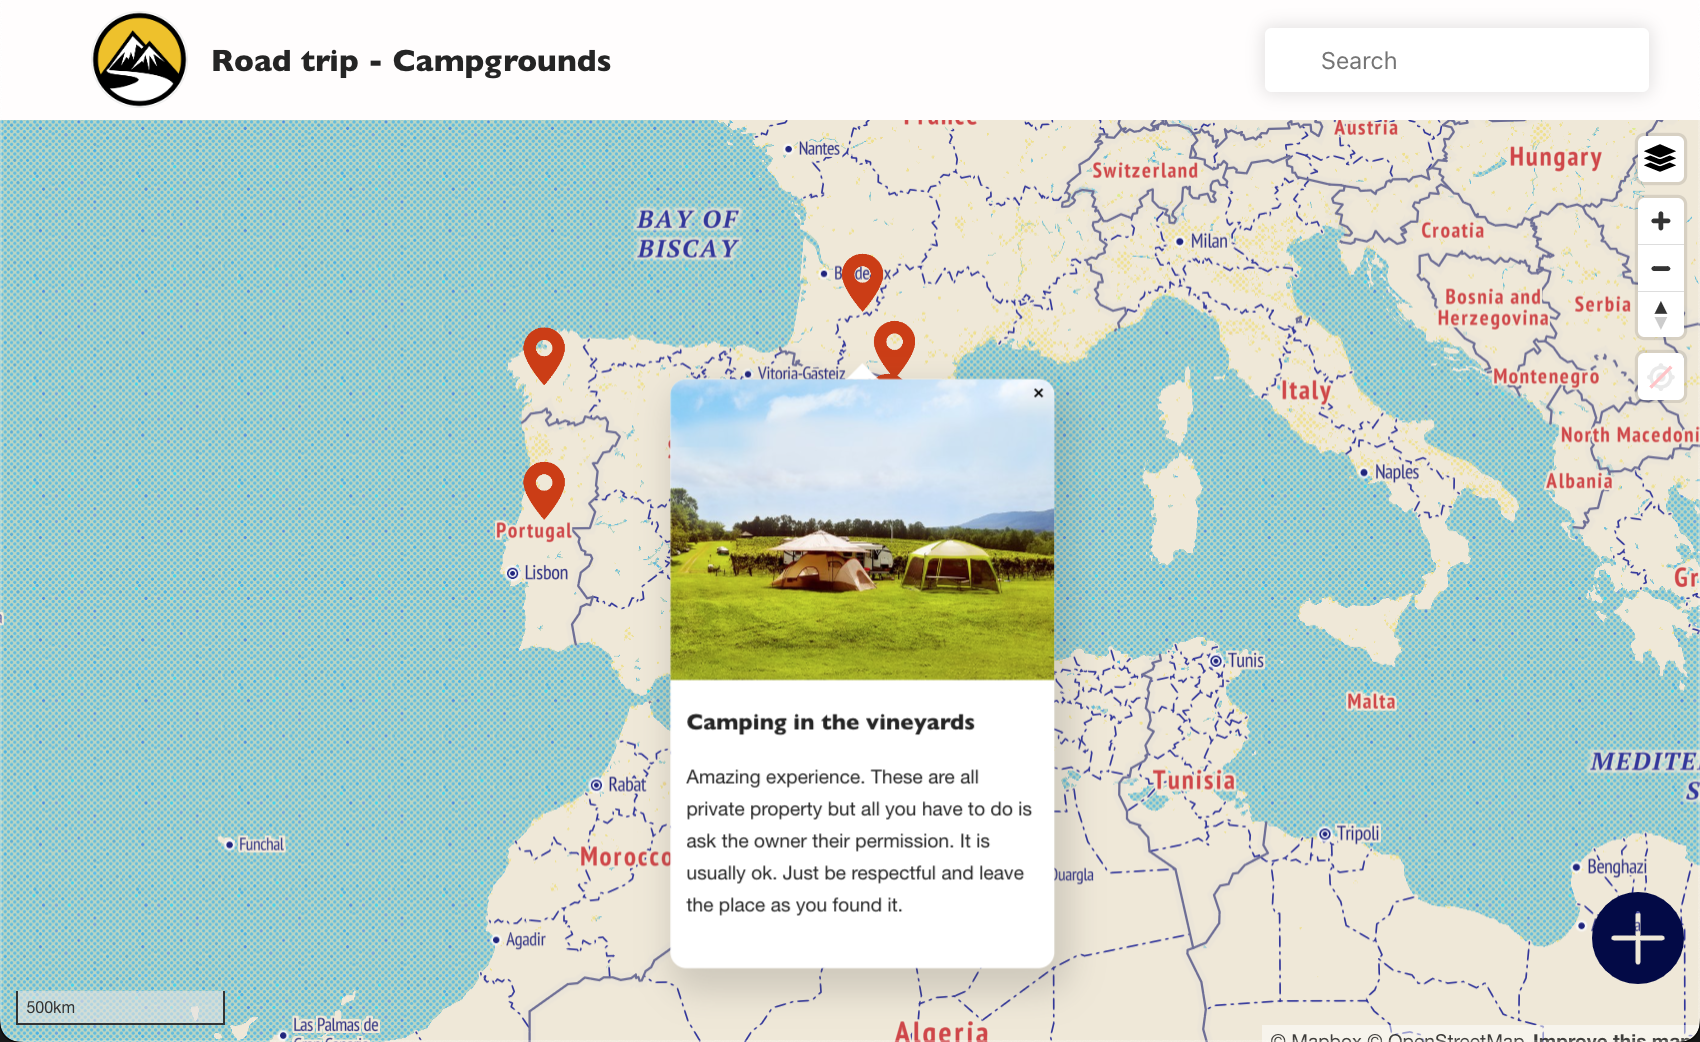 Road trip - Campgrounds
Search
France
Austria
Nantes
Hungary
Switzerland
BAY OF
BISCAY
Croatia
Milan
Bosnia and
Herzegovina
Serbia
Vitoria-Gasteiz
Montenegro
Italy
North Macedoni
Naples
Albania
Portugal
Lisbon
Gr
Tunis
Malta
Camping in the vineyards
MEDITE
S
Amazing experience. These are all
private property but all you have to do is
ask the owner their permission. It is
usually ok. Just be respectful and leave
the place as you found it.
Rabat
Tunisia
Tripoli
Funchal
Morocco
Benghazi
Ouargla
Agadir
500km
Las Palmas de
Algeria
© Mapbox © OpenStreetMap Improve this map